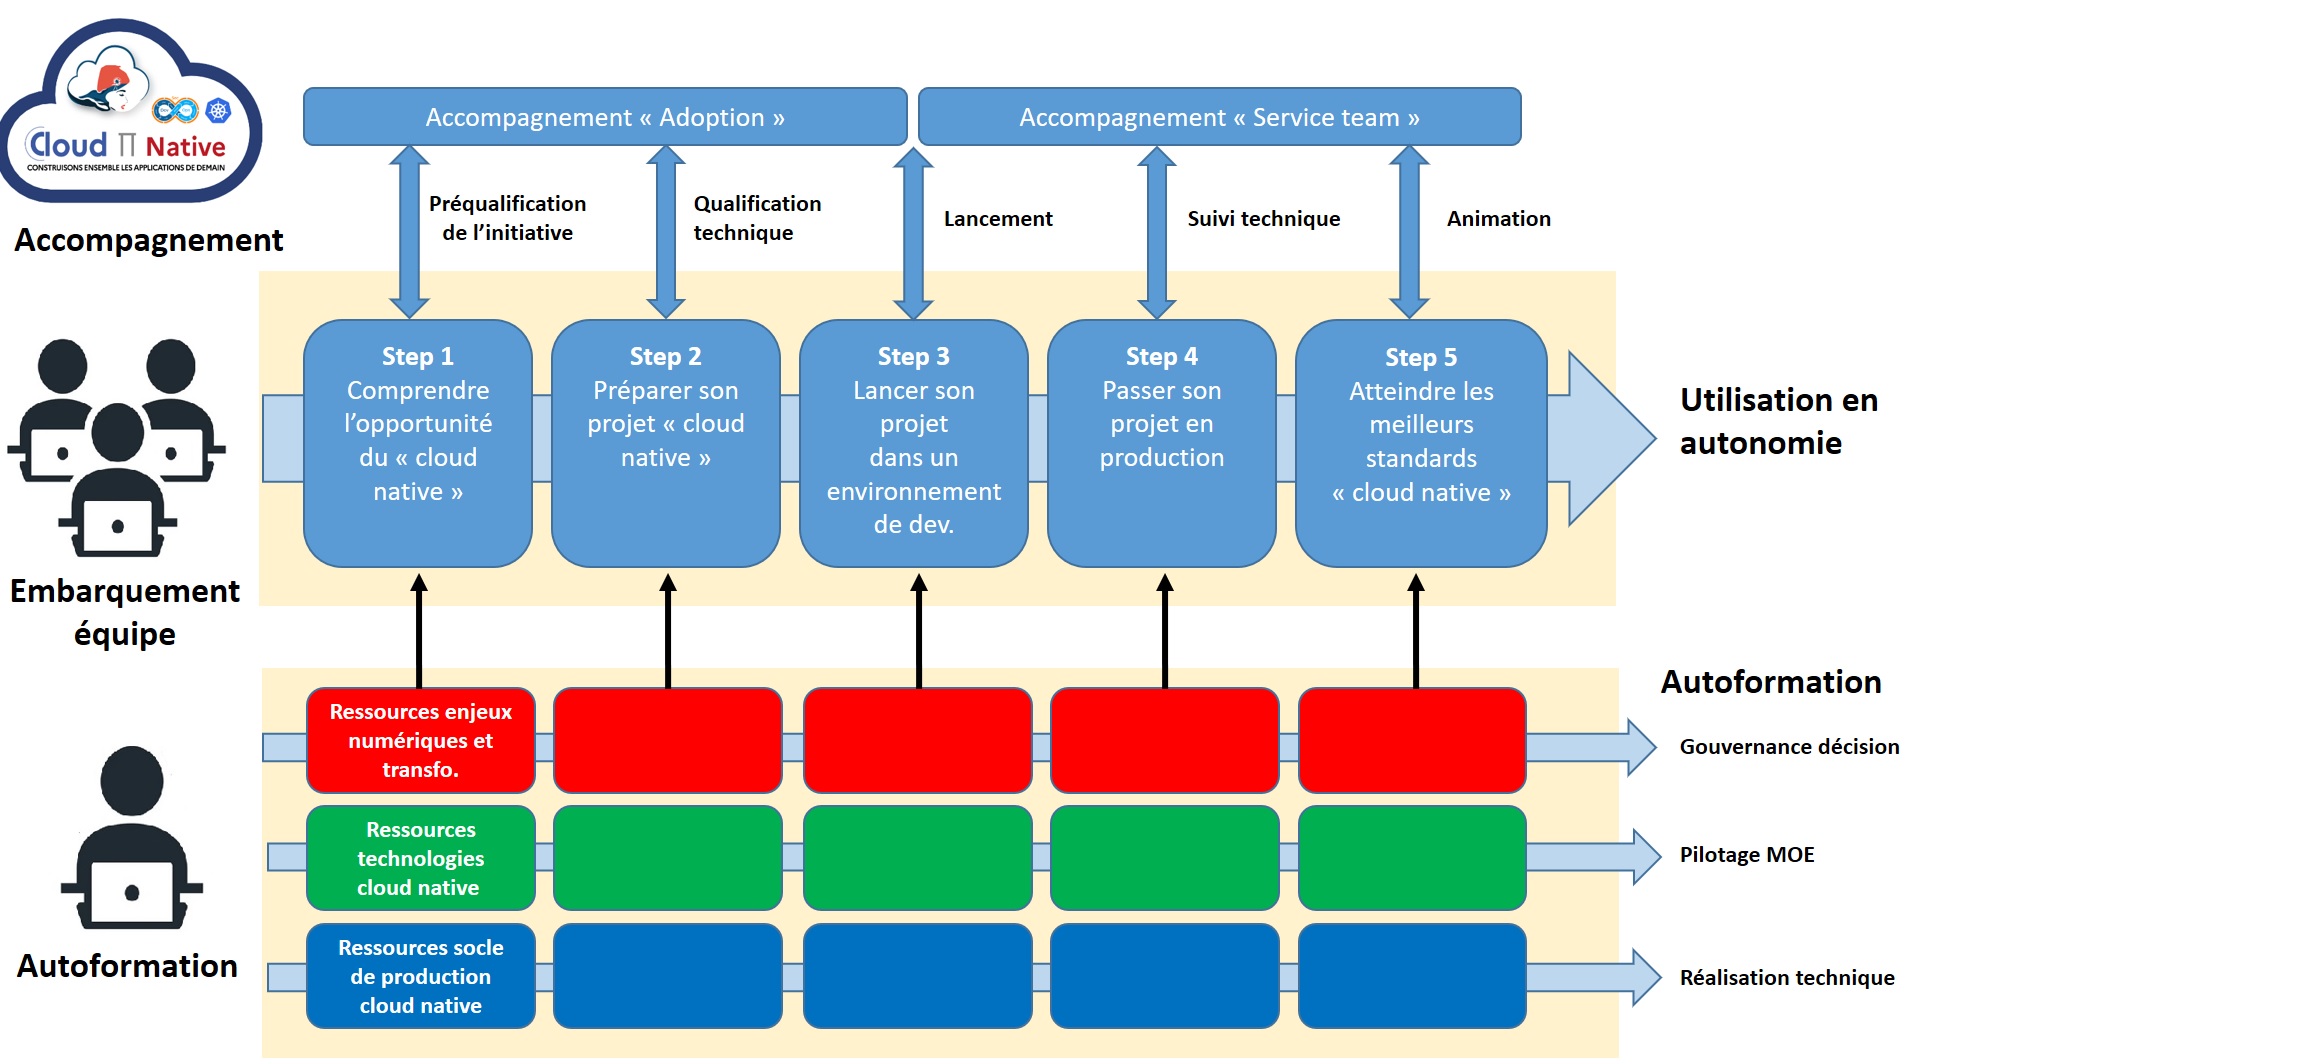 Cloud π Native
CONSTRUISONS ENSEMBLE LES APPLICATIONS DE DEMAIN
Accompagnement
Accompagnement « Adoption »
Accompagnement « Service team »
Préqualification
de l’initiative
Qualification
technique
Lancement
Suivi technique
Animation
Embarquement
équipe
Step 1
Comprendre
l’opportunité
du « cloud
native »
Step 2
Préparer son
projet « cloud
native »
Step 3
Lancer son
projet
dans un
environnement
de dev.
Step 4
Passer son
projet en
production
Step 5
Atteindre les
meilleurs
standards
« cloud native »
Utilisation en
autonomie
Autoformation
Autoformation
Ressources enjeux
numériques et
transfo.
Gouvernance décision
Ressources
technologies
cloud native
Pilotage MOE
Ressources socle
de production
cloud native
Réalisation technique